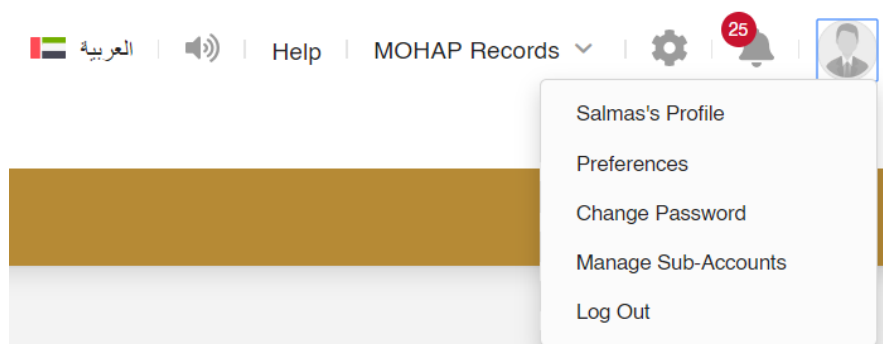 العربية Help MOHAP Records 25
Salmas's Profile
Preferences
Change Password
Manage Sub-Accounts
Log Out